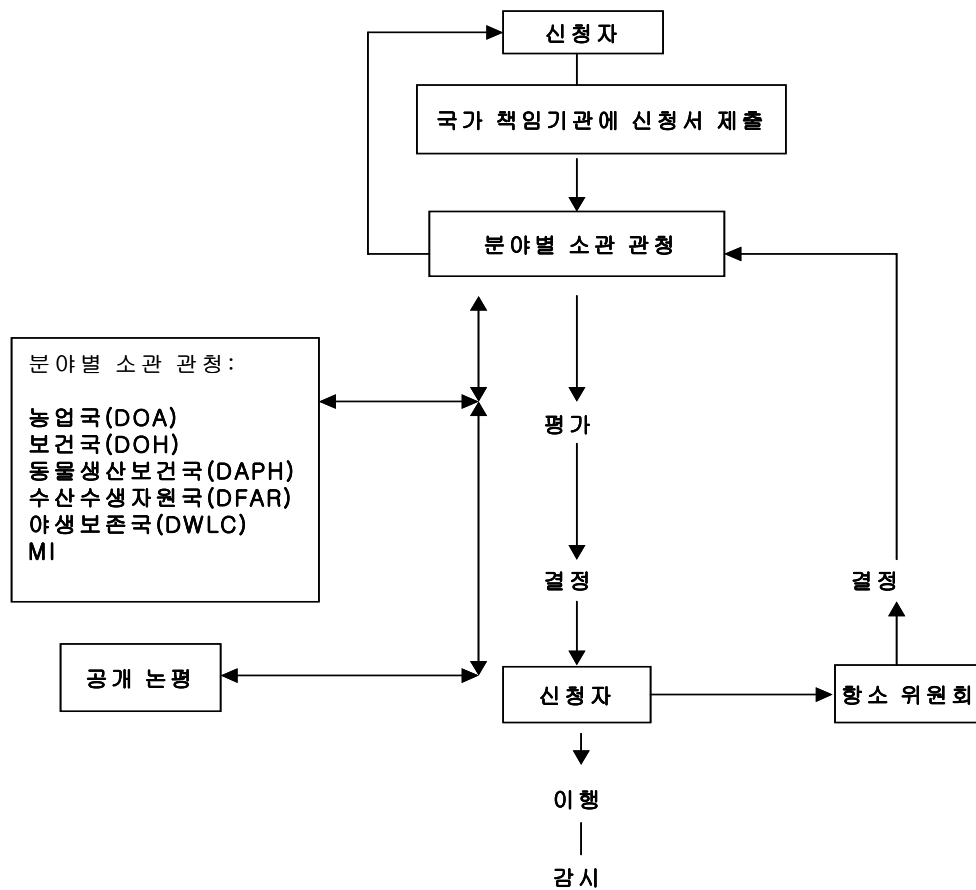 신청자
국가 책임기관에 신청서 제출
분야별 소관 관청
분야별 소관 관청:
농업국(DOA)
보건국(DOH)
동물생산보건국(DAPH)
수산수생자원국(DFAR)
야생보존국(DWLC)
MI
평가
결정
결정
공개 논평
신청자
항소 위원회
이행
감시